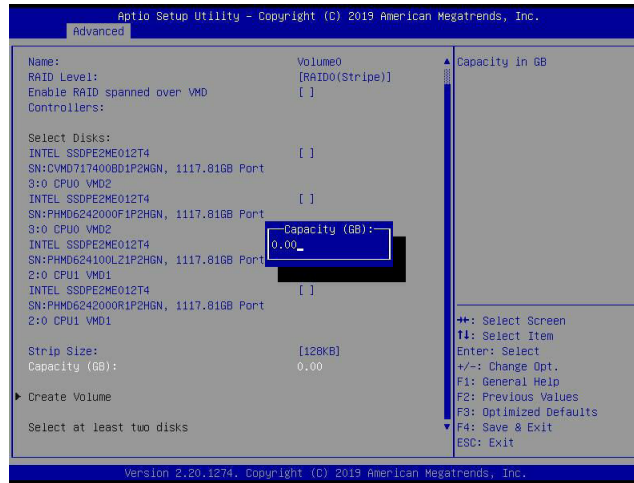 Aptio Setup Utility – Copyright (C) 2019 American Megatrends, Inc.
Advanced
Name: Volume0
RAID Level: [RAID0(Stripe)]
Enable RAID spanned over VMD [ ]
Controllers:
Select Disks:
INTEL SSDPE2ME012T4 [ ]
SN:CVMD717400BD1P2WGN, 1117.81GB Port
3:0 CPU0 VMD2
INTEL SSDPE2ME012T4 [ ]
SN:PHMD6242000F1P2HGN, 1117.81GB Port
3:0 CPU0 VMD2
INTEL SSDPE2ME012T4
SN:PHMD624100LZ1P2HGN, 1117.81GB Port
2:0 CPU1 VMD1
INTEL SSDPE2ME012T4 [ ]
SN:PHMD6242000R1P2HGN, 1117.81GB Port
2:0 CPU1 VMD1
Strip Size: [128KB]
Capacity (GB): 0.00
Create Volume
Select at least two disks
Capacity (GB):
0.00_
Capacity in GB
→←: Select Screen
↑↓: Select Item
Enter: Select
+/-: Change Opt.
F1: General Help
F2: Previous Values
F3: Optimized Defaults
F4: Save & Exit
ESC: Exit
Version 2.20.1274. Copyright (C) 2019 American Megatrends, Inc.